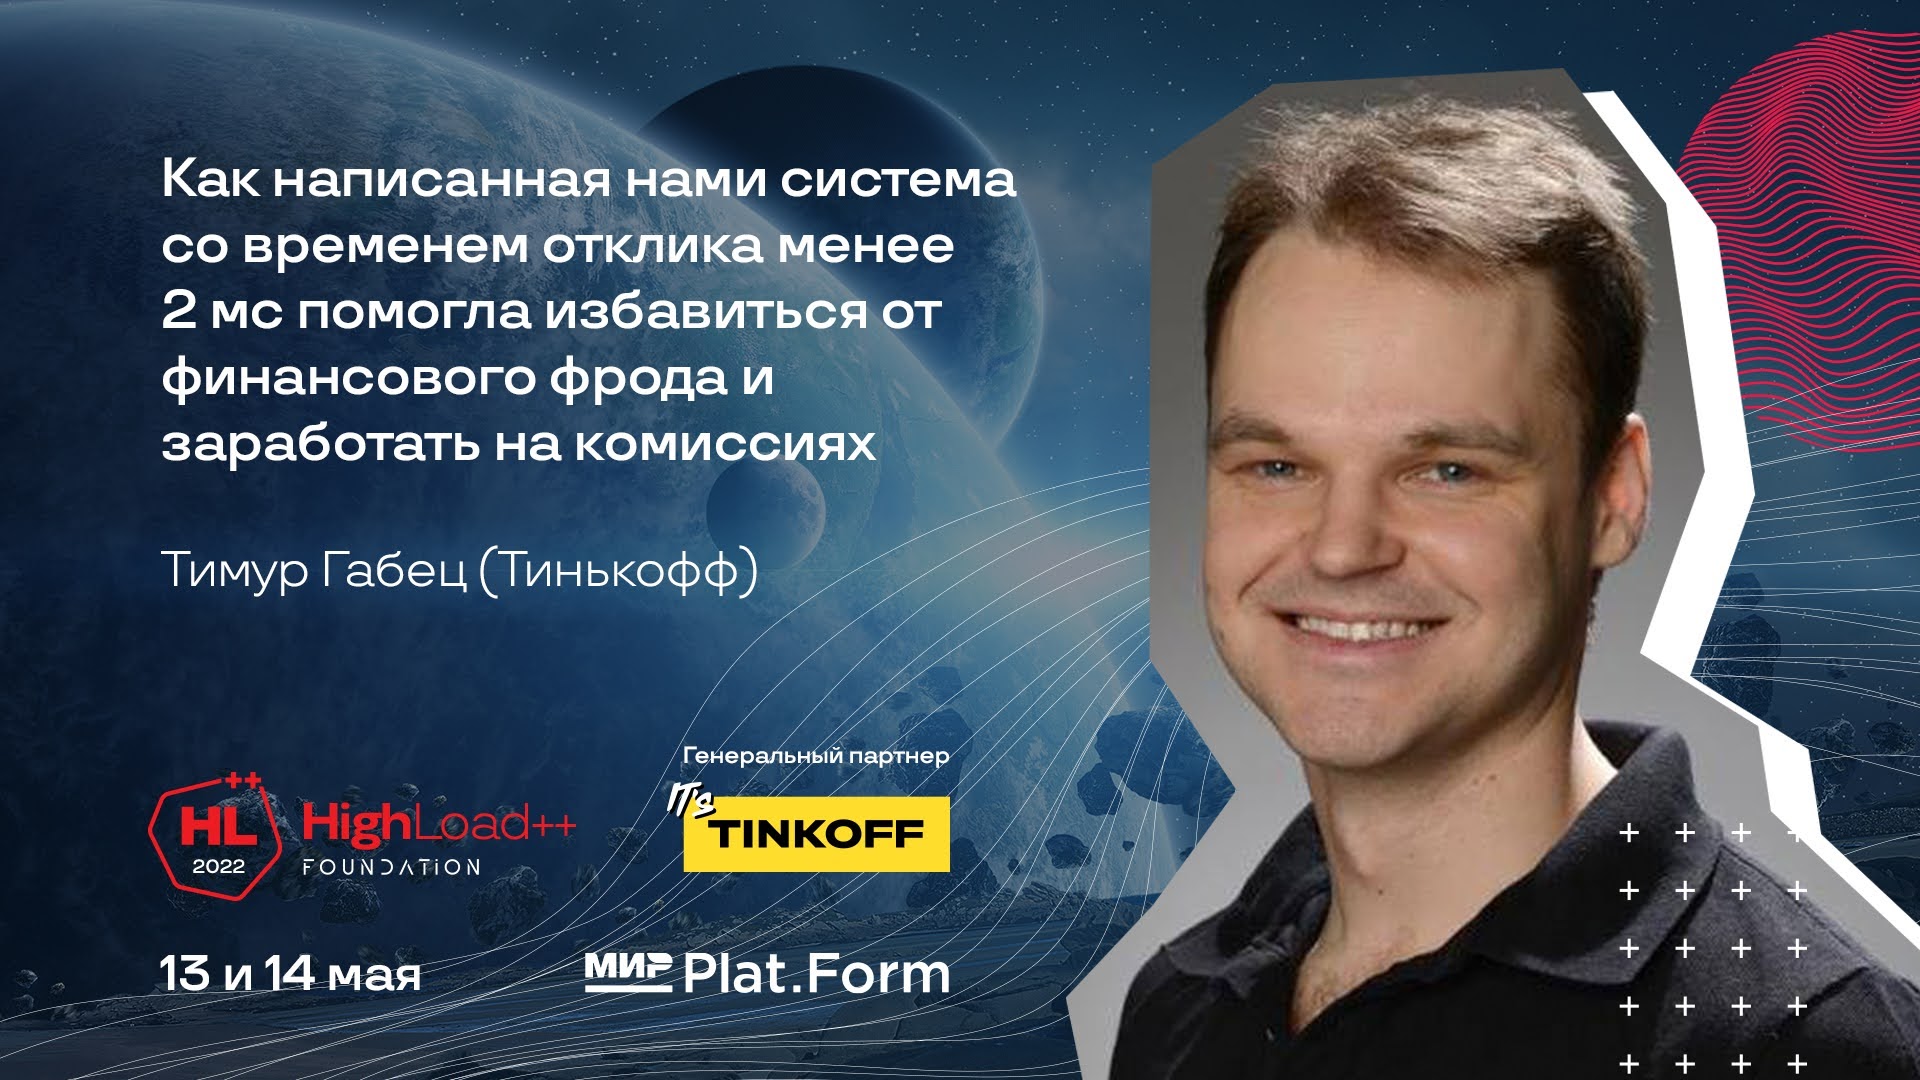 Как написанная нами система
со временем отклика менее
2 мс помогла избавиться от
финансового фрода и
заработать на комиссиях
Тимур Габец (Тинькофф)
Генеральный партнер
IT's
TINKOFF
++
HL
2022
HighLoad++
FOUNDATiON
13 и 14 мая
МИР Plat.Form